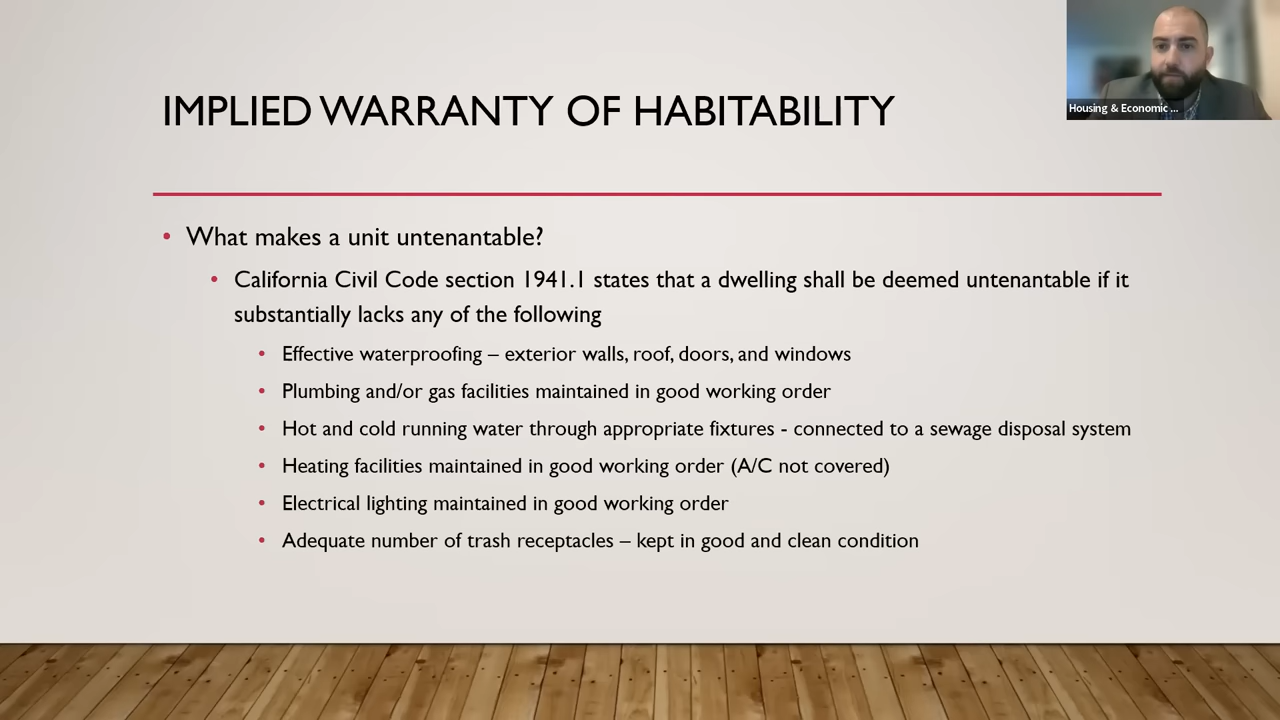 IMPLIED WARRANTY OF HABITABILITY
Housing & Economic ...
• What makes a unit untenantable?
• California Civil Code section 1941.1 states that a dwelling shall be deemed untenantable if it
substantially lacks any of the following
• Effective waterproofing – exterior walls, roof, doors, and windows
• Plumbing and/or gas facilities maintained in good working order
• Hot and cold running water through appropriate fixtures - connected to a sewage disposal system
• Heating facilities maintained in good working order (A/C not covered)
• Electrical lighting maintained in good working order
• Adequate number of trash receptacles – kept in good and clean condition